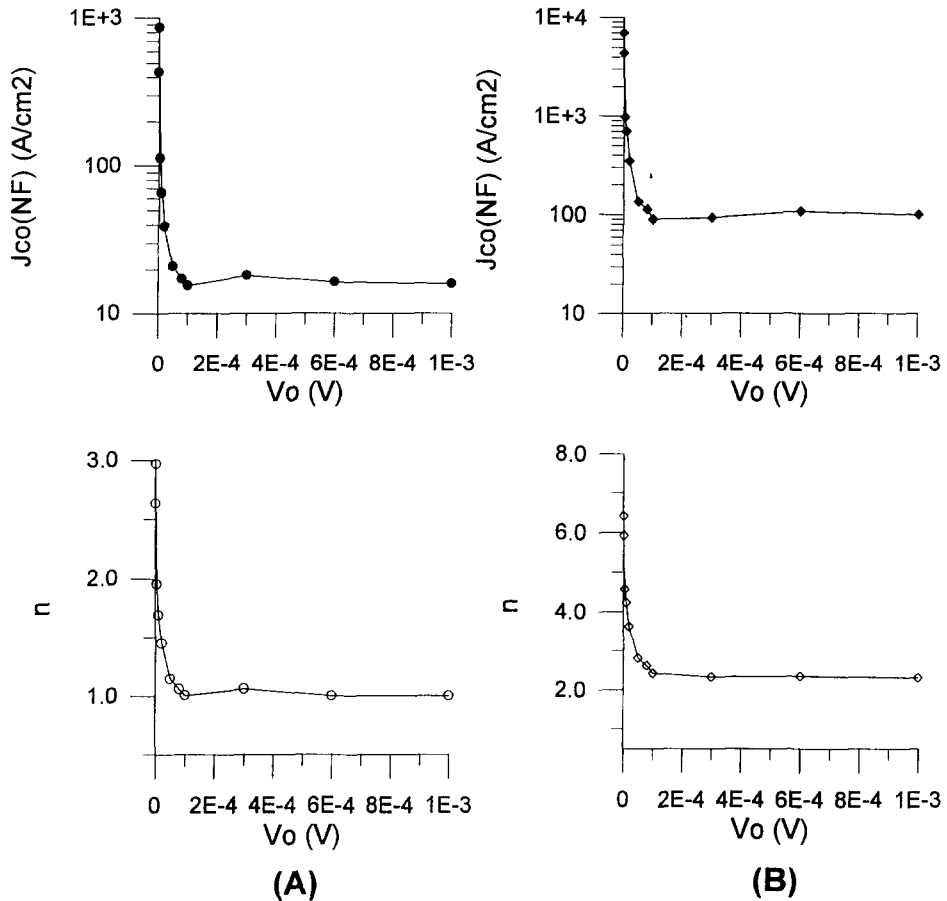 1E+3
100
10
Jco(NF) (A/cm2)
0 2E-4 4E-4 6E-4 8E-4 1E-3
Vo (V)
1E+4
1E+3
100
10
Jco(NF) (A/cm2)
0 2E-4 4E-4 6E-4 8E-4 1E-3
Vo (V)
3.0
2.0
1.0
n
0 2E-4 4E-4 6E-4 8E-4 1E-3
Vo (V)
(A)
8.0
6.0
4.0
2.0
n
0 2E-4 4E-4 6E-4 8E-4 1E-3
Vo (V)
(B)